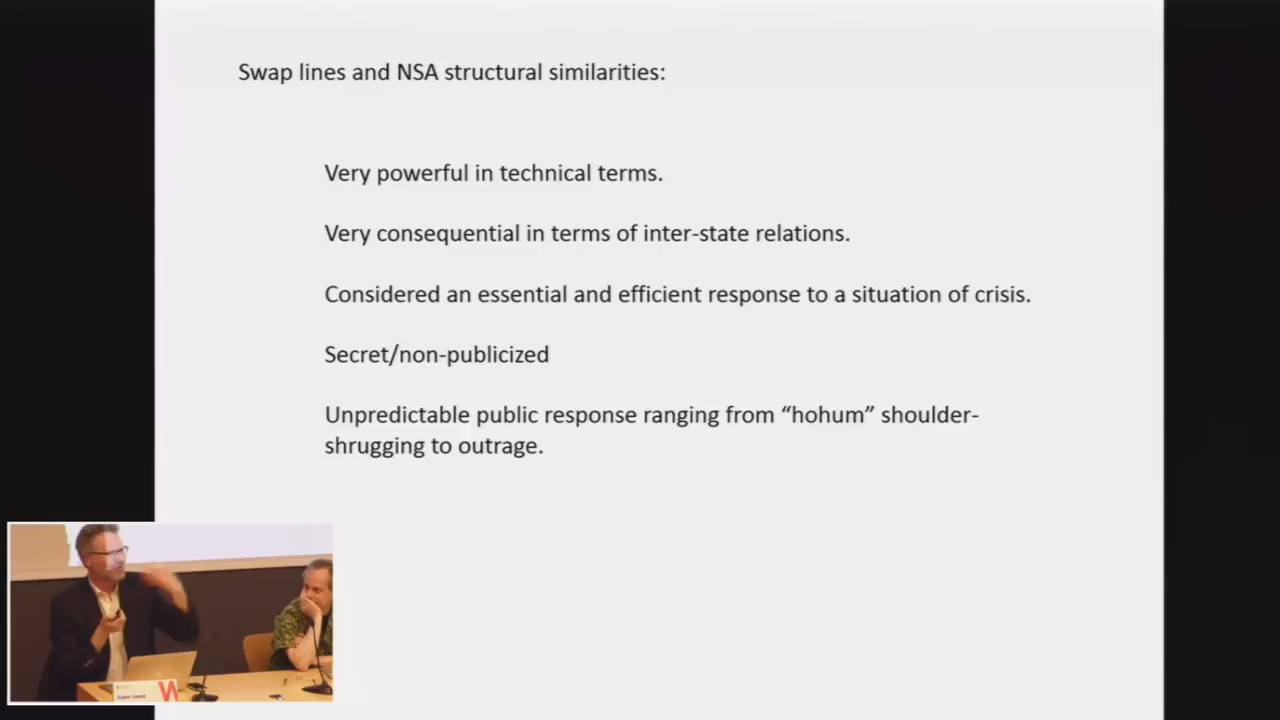 Swap lines and NSA structural similarities:
Very powerful in technical terms.
Very consequential in terms of inter-state relations.
Considered an essential and efficient response to a situation of crisis.
Secret/non-publicized
Unpredictable public response ranging from “hohum” shoulder-
shrugging to outrage.
W